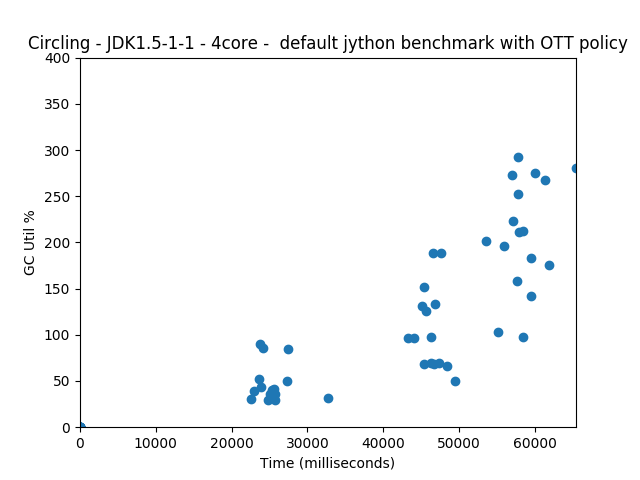 Circling - JDK1.5-1-1 - 4core -  default jython benchmark with OTT policy
400
350
300
250
200
150
100
50
0
GC Util %
0 10000 20000 30000 40000 50000 60000
Time (milliseconds)